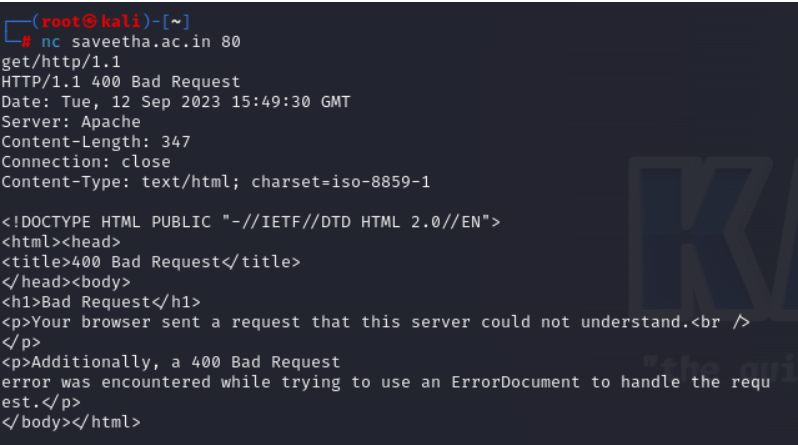 ┌──(root㉿kali)-[~]
└─# nc saveetha.ac.in 80
get/http/1.1
HTTP/1.1 400 Bad Request
Date: Tue, 12 Sep 2023 15:49:30 GMT
Server: Apache
Content-Length: 347
Connection: close
Content-Type: text/html; charset=iso-8859-1

<!DOCTYPE HTML PUBLIC "-//IETF//DTD HTML 2.0//EN">
<html><head>
<title>400 Bad Request</title>
</head><body>
<h1>Bad Request</h1>
<p>Your browser sent a request that this server could not understand.<br />
</p>
<p>Additionally, a 400 Bad Request
error was encountered while trying to use an ErrorDocument to handle the requ
est.</p>
</body></html>
"the qui